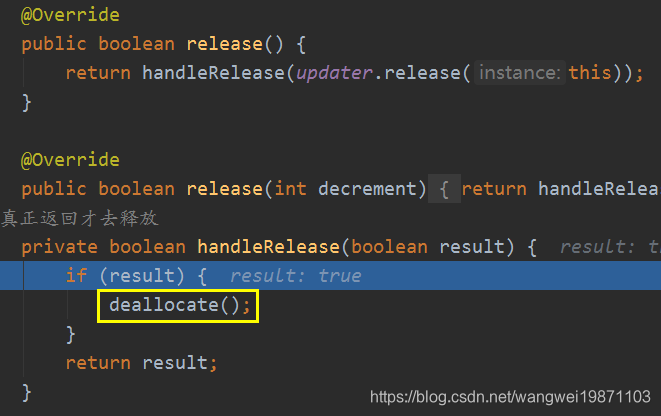 @Override
public boolean release() {
return handleRelease(updater.release( instance: this));
}
@Override
public boolean release(int decrement) { return handleRelea
真正返回才去释放
private boolean handleRelease(boolean result) { result: t
if (result) { result: true
deallocate();
}
return result;
}
https://blog.csdn.net/wangwei19871103